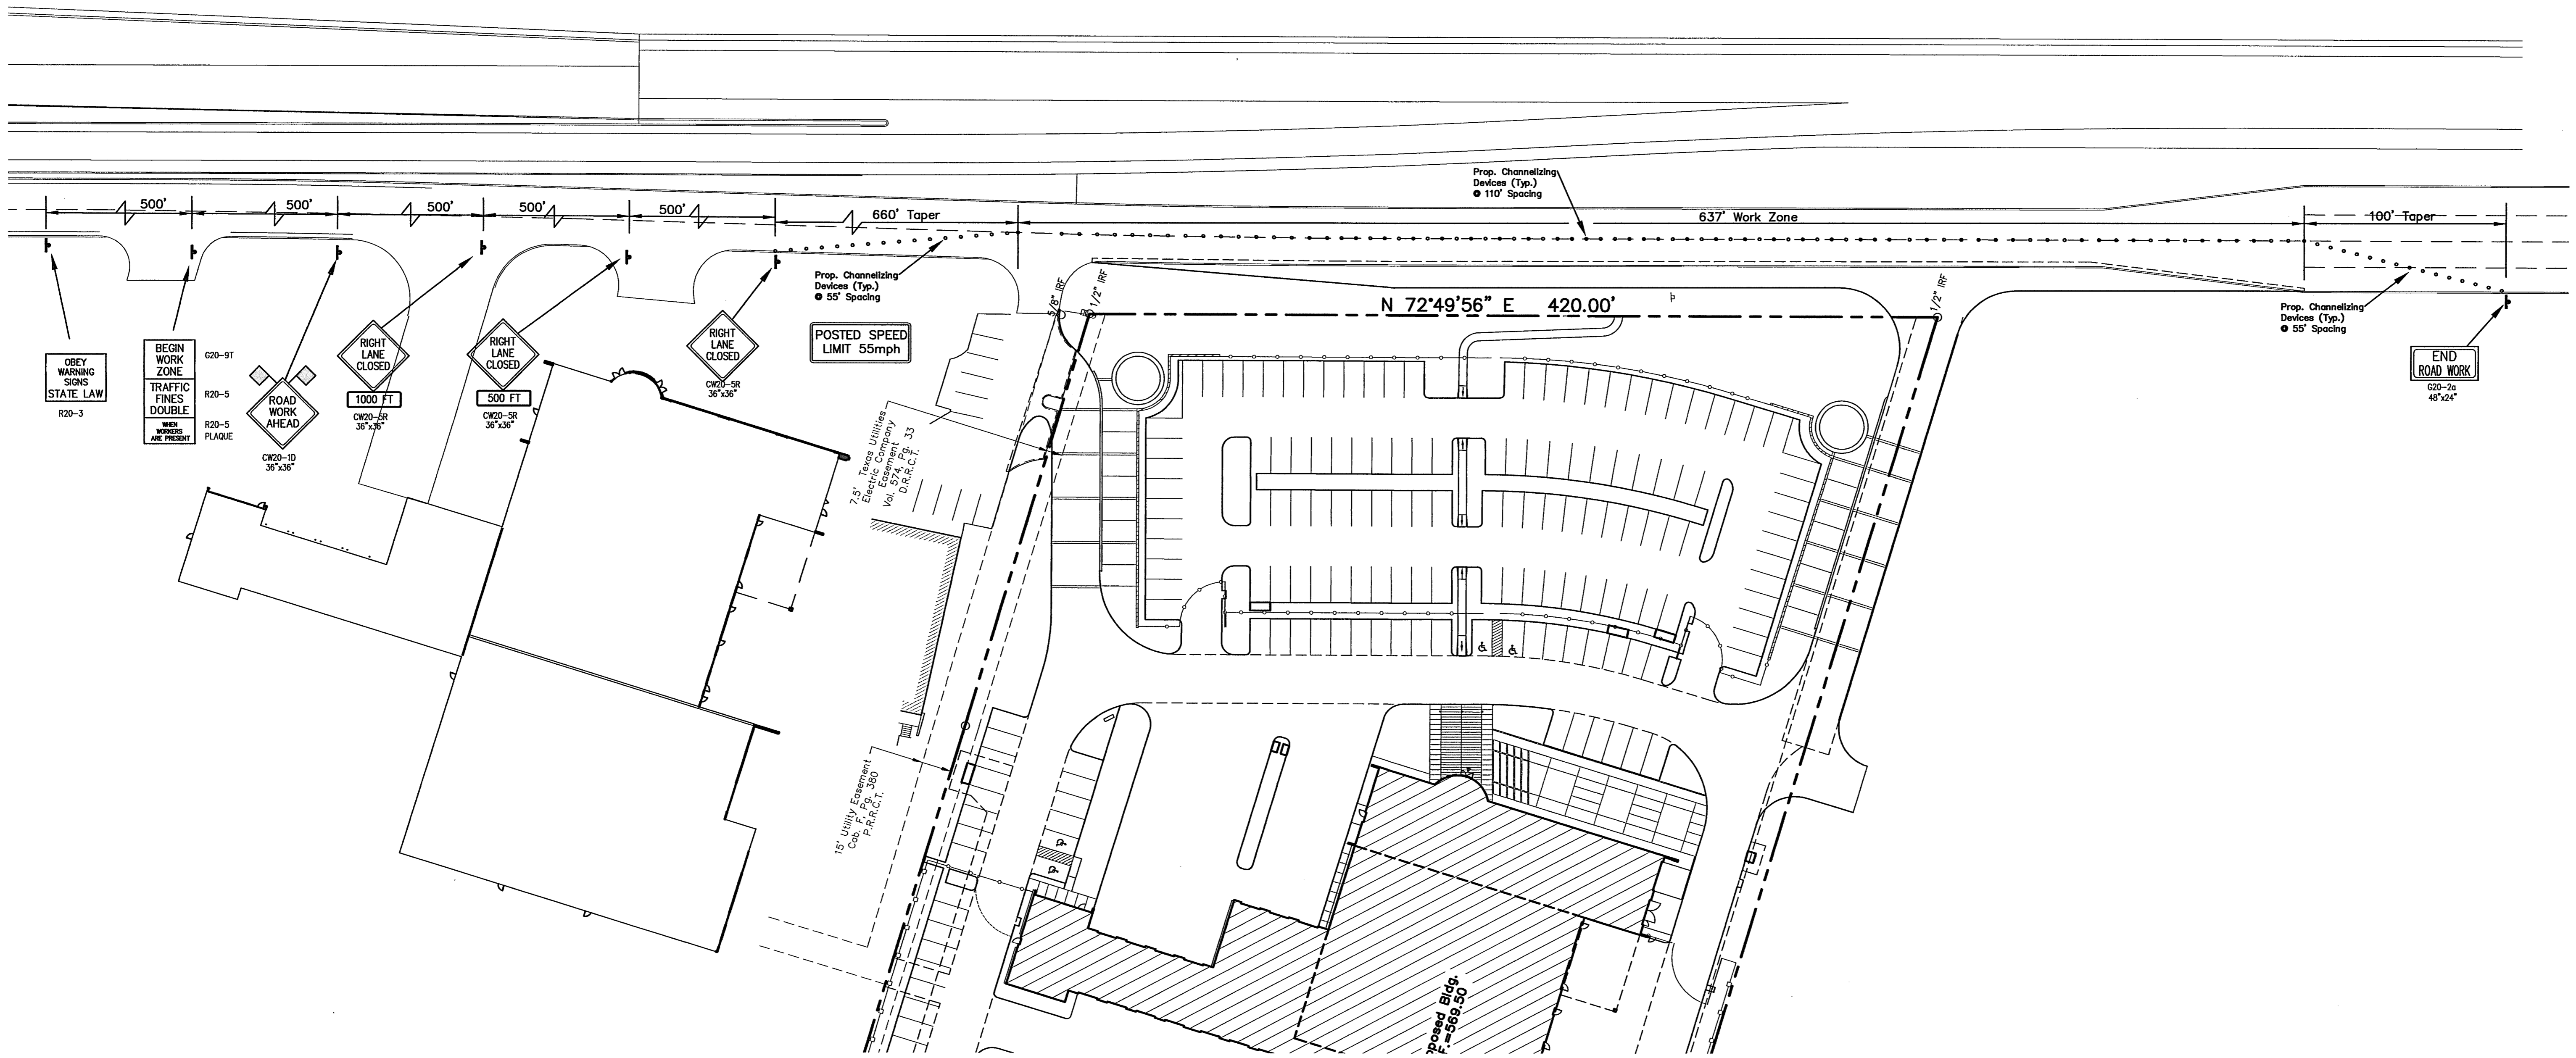 Prop. Channelizing
Devices (Typ.)
@ 110' Spacing
500'
500'
500'
500'
500'
660' Taper
637' Work Zone
100' Taper
Prop. Channelizing
Devices (Typ.)
@ 55' Spacing
5/8" IRF
1/2" IRF
N 72°49'56" E 420.00'
1/2" IRF
Prop. Channelizing
Devices (Typ.)
@ 55' Spacing
OBEY
WARNING
SIGNS
STATE LAW
R20-3
BEGIN
WORK
ZONE
G20-9T
TRAFFIC
FINES
DOUBLE
R20-5
WHEN
WORKERS
ARE PRESENT
R20-5
PLAQUE
ROAD
WORK
AHEAD
CW20-1D
36"x36"
RIGHT
LANE
CLOSED
1000 FT
CW20-5R
36"x36"
RIGHT
LANE
CLOSED
500 FT
CW20-5R
36"x36"
RIGHT
LANE
CLOSED
CW20-5R
36"x36"
POSTED SPEED
LIMIT 55mph
END
ROAD WORK
G20-2a
48"x24"
7.5' Texas Utilities
Electric Company
Easement
Vol. 574, Pg. 33
D.R.R.C.T.
15' Utility Easement
Cab. F, Pg. 380
P.R.R.C.T.
posed Bldg.
F.=569.50